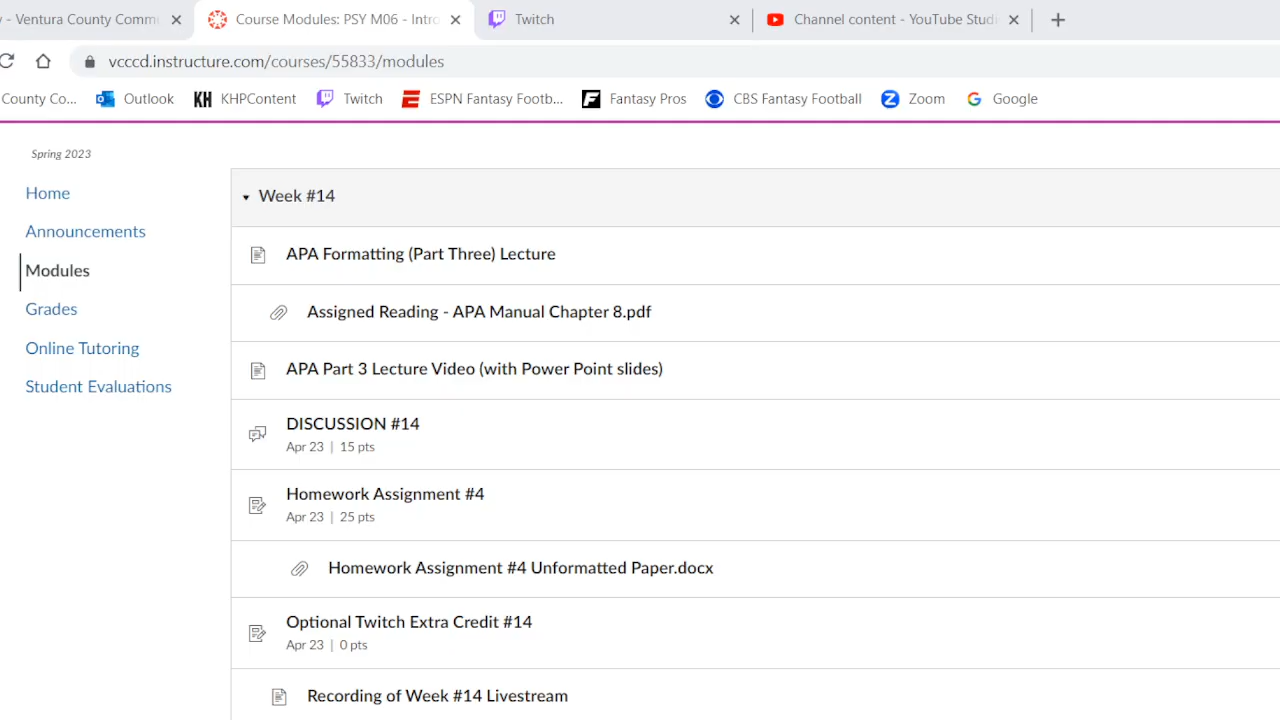 y - Ventura County Commu
Course Modules: PSY M06 - Intro
Twitch
Channel content - YouTube Studi
vcccd.instructure.com/courses/55833/modules
County Co...
Outlook
KH KHPContent
Twitch
ESPN Fantasy Footb...
Fantasy Pros
CBS Fantasy Football
Zoom
Google
Spring 2023
Home
Announcements
Modules
Grades
Online Tutoring
Student Evaluations
Week #14
APA Formatting (Part Three) Lecture
Assigned Reading - APA Manual Chapter 8.pdf
APA Part 3 Lecture Video (with Power Point slides)
DISCUSSION #14
Apr 23 | 15 pts
Homework Assignment #4
Apr 23 | 25 pts
Homework Assignment #4 Unformatted Paper.docx
Optional Twitch Extra Credit #14
Apr 23 | 0 pts
Recording of Week #14 Livestream